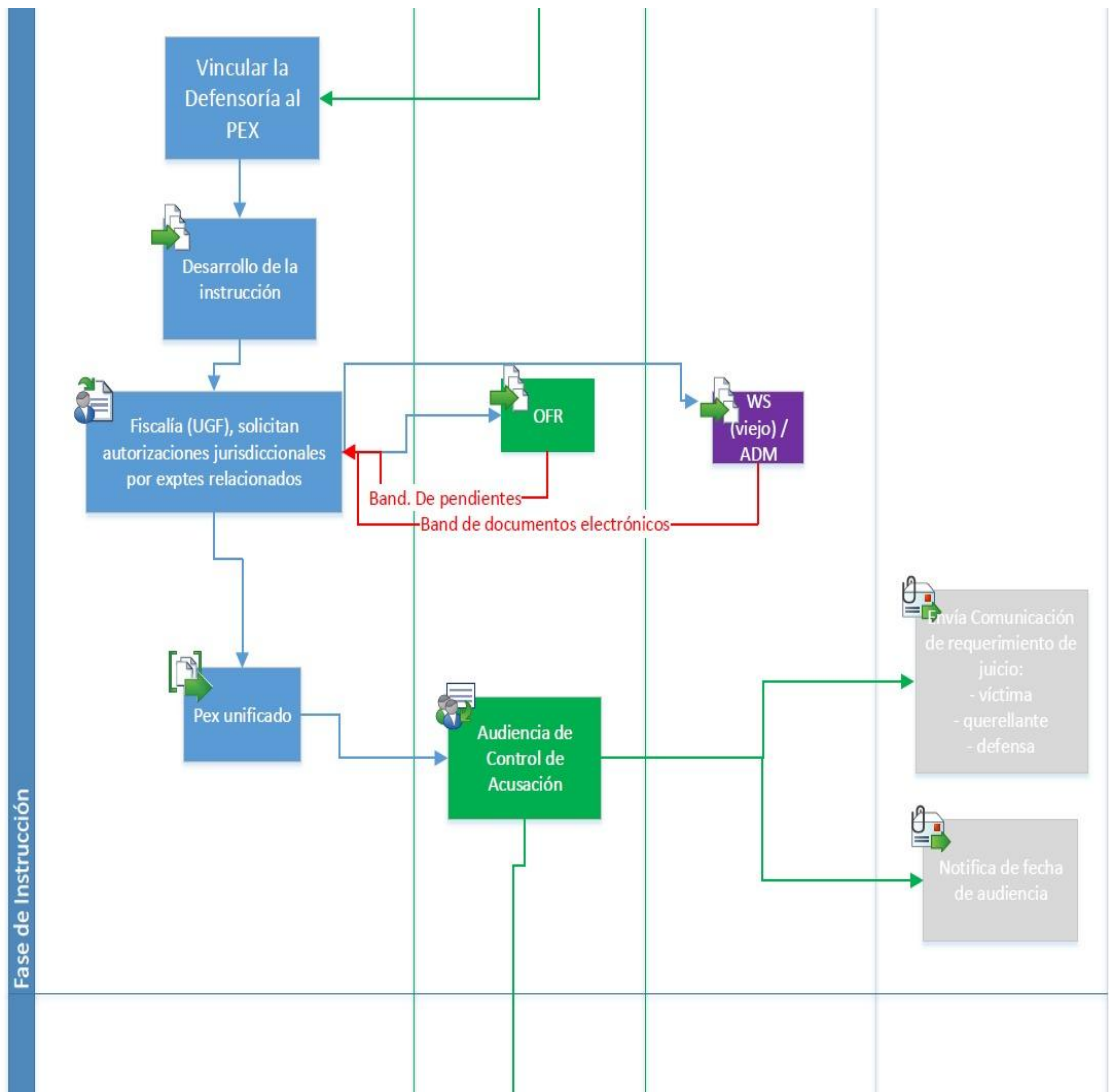 Vincular la
Defensoría al
PEX
Desarrollo de la
instrucción
Fiscalía (UGF), solicitan
autorizaciones jurisdiccionales
por exptes relacionados
OFR
WS
(viejo) /
ADM
Band. De pendientes
Band de documentos electrónicos
Envía Comunicación
de requerimiento de
juicio:
- víctima
- querellante
- defensa
Pex unificado
Audiencia de
Control de
Acusación
Notifica de fecha
de audiencia
Fase de Instrucción